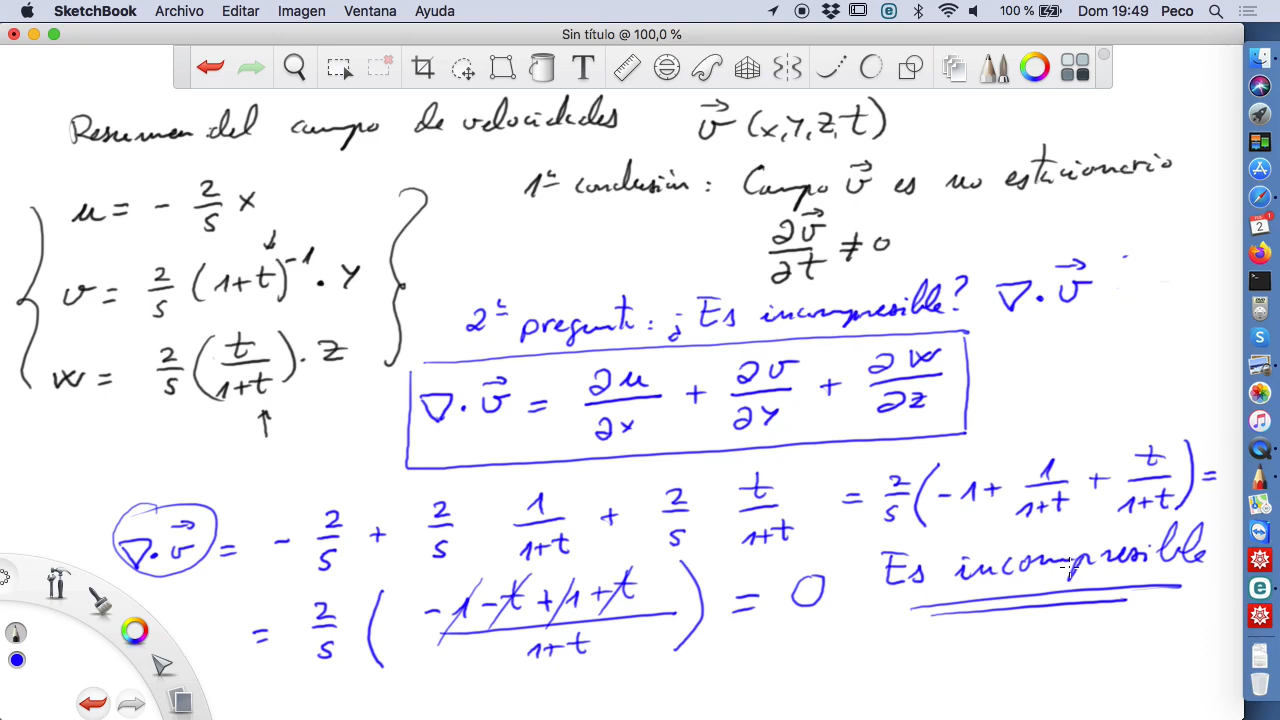 SketchBook Archivo Editar Imagen Ventana Ayuda 100 % Dom 19:49 Peco
Sin título @ 100,0 %
Resumen del campo de velocidades v⃗ (x,y,z,t)
1ª conclusión: Campo v⃗ es no estacionario
u = - 2/5 x
∂v⃗/∂t ≠ 0
v = 2/5 (1+t)⁻¹ · y
2ª pregunta: ¿Es incompresible? ∇·v⃗
w = 2/5 (t/1+t) · z
∇·v⃗ = ∂u/∂x + ∂v/∂y + ∂w/∂z
∇·v⃗ = - 2/5 + 2/5 1/1+t + 2/5 t/1+t = 2/5 (-1 + 1/1+t + t/1+t) =
= 2/5 (-1-t+1+t/1+t) = 0 Es incompresible